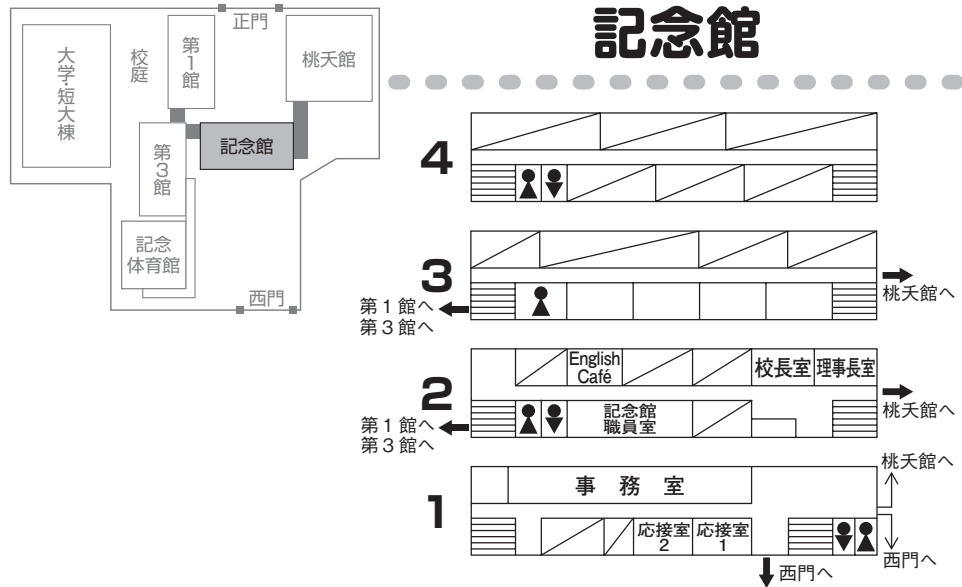 記念館
正門
大学・短大棟
校庭
第1館
桃夭館
記念館
第3館
記念
体育館
西門
4
3
桃夭館へ
第1館へ
第3館へ
2
English
Café
校長室
理事長室
記念館
職員室
桃夭館へ
第1館へ
第3館へ
1
事務室
応接室
2
応接室
1
桃夭館へ
西門へ
西門へ